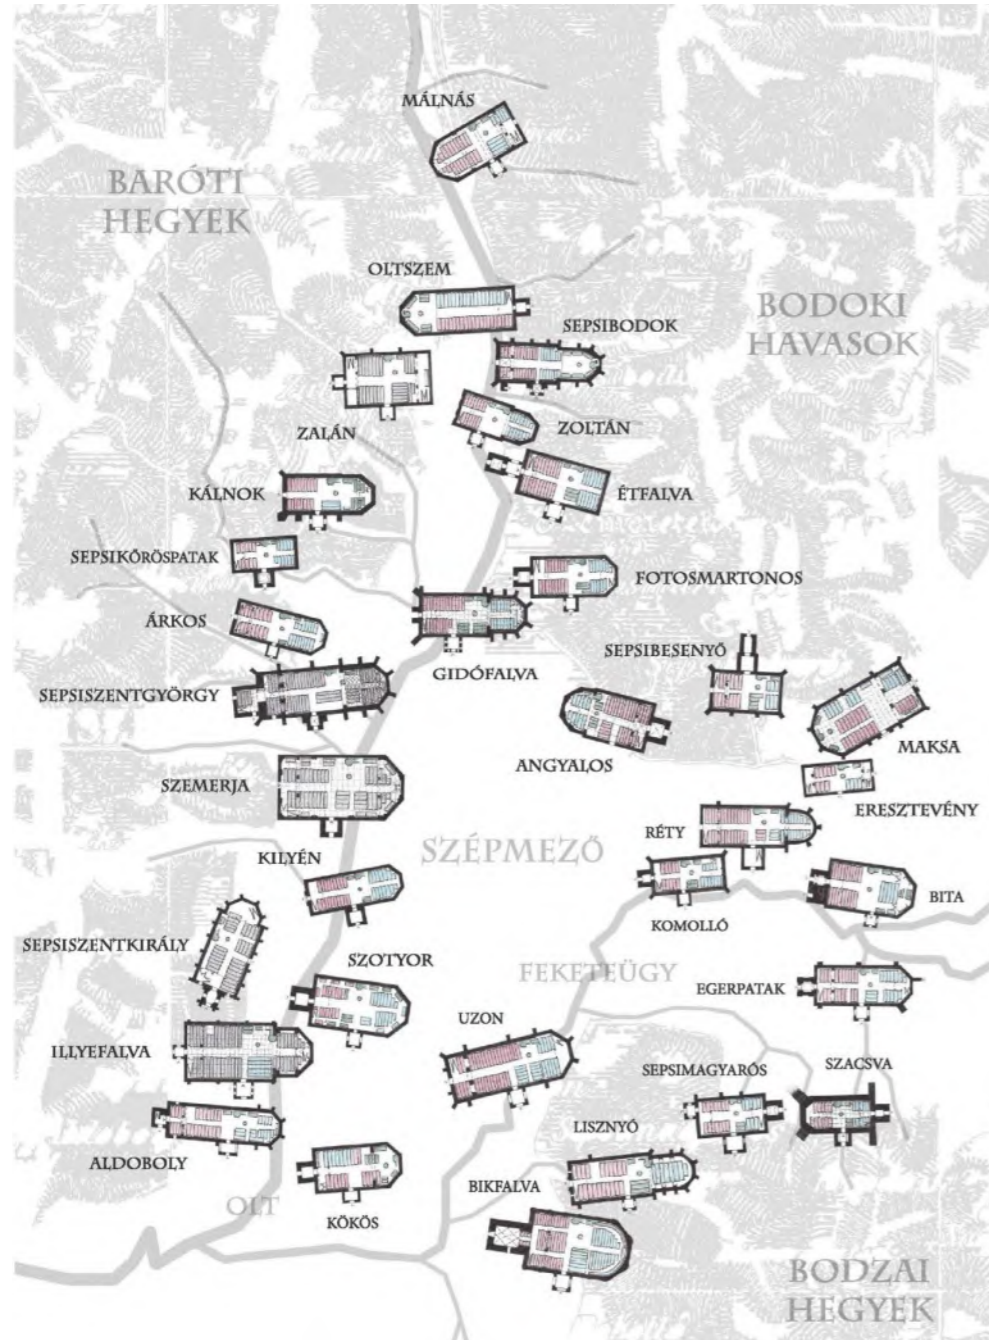 MÁLNÁS
BARÓTI
HEGYEK
OLTSZEM
BODOKI
HAVASOK
SEPSIBODOK
ZALÁN
ZOLTÁN
KÁLNOK
ÉTFALVA
SEPSIKŐRÖSPATAK
FOTOSMARTONOS
ÁRKOS
GIDÓFALVA
SEPSIBESENYŐ
SEPSISZENTGYÖRGY
ANGYALOS
MAKSA
SZEMERJA
ERESZTEVÉNY
RÉTY
SZÉPMEZŐ
KILYÉN
BITA
KOMOLLÓ
SEPSISZENTKIRÁLY
SZOTYOR
FEKETEÜGY
EGERPATAK
UZON
ILLYEFALVA
SEPSIMAGYARÓS
SZACSVA
LISZNYÓ
ALDOBOLY
BIKFALVA
OLT
KÖKÖS
BODZAI
HEGYEK